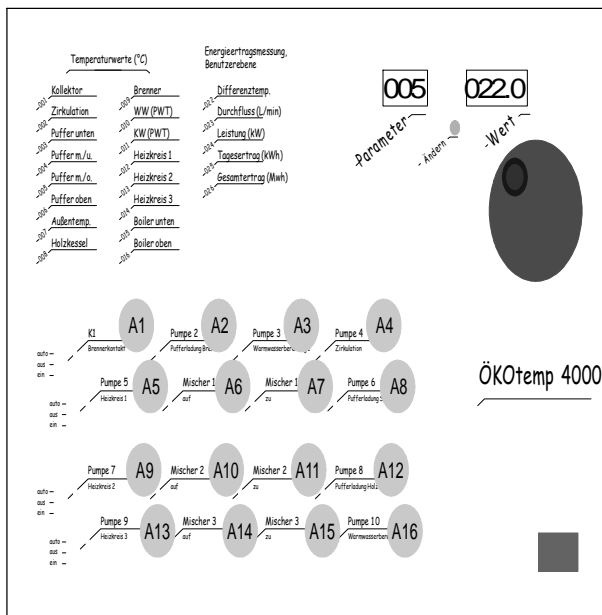 Temperaturwerte (°C)
Energieertragsmessung,
Benutzerebene
-001 Kollektor
-002 Zirkulation
-003 Puffer unten
-004 Puffer m./u.
-005 Puffer m./o.
-006 Puffer oben
-007 Außentemp.
-008 Holzkessel
-009 Brenner
-010 WW (PWT)
-011 KW (PWT)
-012 Heizkreis 1
-013 Heizkreis 2
-014 Heizkreis 3
-015 Boiler unten
-016 Boiler oben
-022 Differenztemp.
-023 Durchfluss (L/min)
-024 Leistung (kW)
-025 Tagesertrag (kWh)
-026 Gesamtertrag (Mwh)
005 022.0
-Parameter - Ändern -Wert
K1 A1 Pumpe 2 A2 Pumpe 3 A3 Pumpe 4 A4
Brennerkontakt Pufferladung Zirkulation
auto
aus
ein
Pumpe 5 A5 Mischer 1 A6 Mischer 1 A7 Pumpe 6 A8
Heizkreis 1 auf zu Pufferladung
auto
aus
ein
ÖKOtemp 4000
Pumpe 7 A9 Mischer 2 A10 Mischer 2 A11 Pumpe 8 A12
Heizkreis 2 auf zu Pufferladung
auto
aus
ein
Pumpe 9 A13 Mischer 3 A14 Mischer 3 A15 Pumpe 10 A16
Heizkreis 3 auf zu
auto
aus
ein